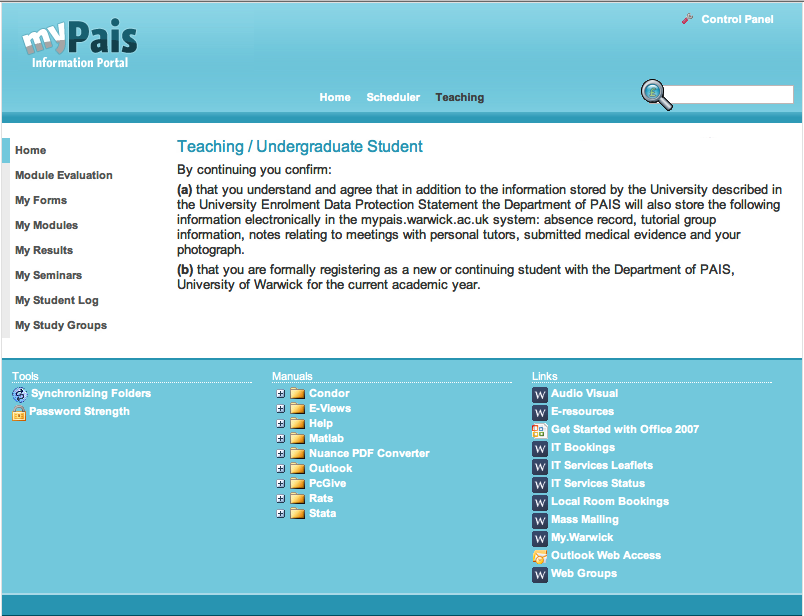 myPais
Information Portal
Control Panel
Home Scheduler Teaching
Home
Module Evaluation
My Forms
My Modules
My Results
My Seminars
My Student Log
My Study Groups
Teaching / Undergraduate Student
By continuing you confirm:
(a) that you understand and agree that in addition to the information stored by the University described in
the University Enrolment Data Protection Statement the Department of PAIS will also store the following
information electronically in the mypais.warwick.ac.uk system: absence record, tutorial group
information, notes relating to meetings with personal tutors, submitted medical evidence and your
photograph.
(b) that you are formally registering as a new or continuing student with the Department of PAIS,
University of Warwick for the current academic year.
Tools
Synchronizing Folders
Password Strength
Manuals
Condor
E-Views
Help
Matlab
Nuance PDF Converter
Outlook
PcGive
Rats
Stata
Links
W Audio Visual
W E-resources
Get Started with Office 2007
W IT Bookings
W IT Services Leaflets
W IT Services Status
W Local Room Bookings
W Mass Mailing
W My.Warwick
Outlook Web Access
W Web Groups